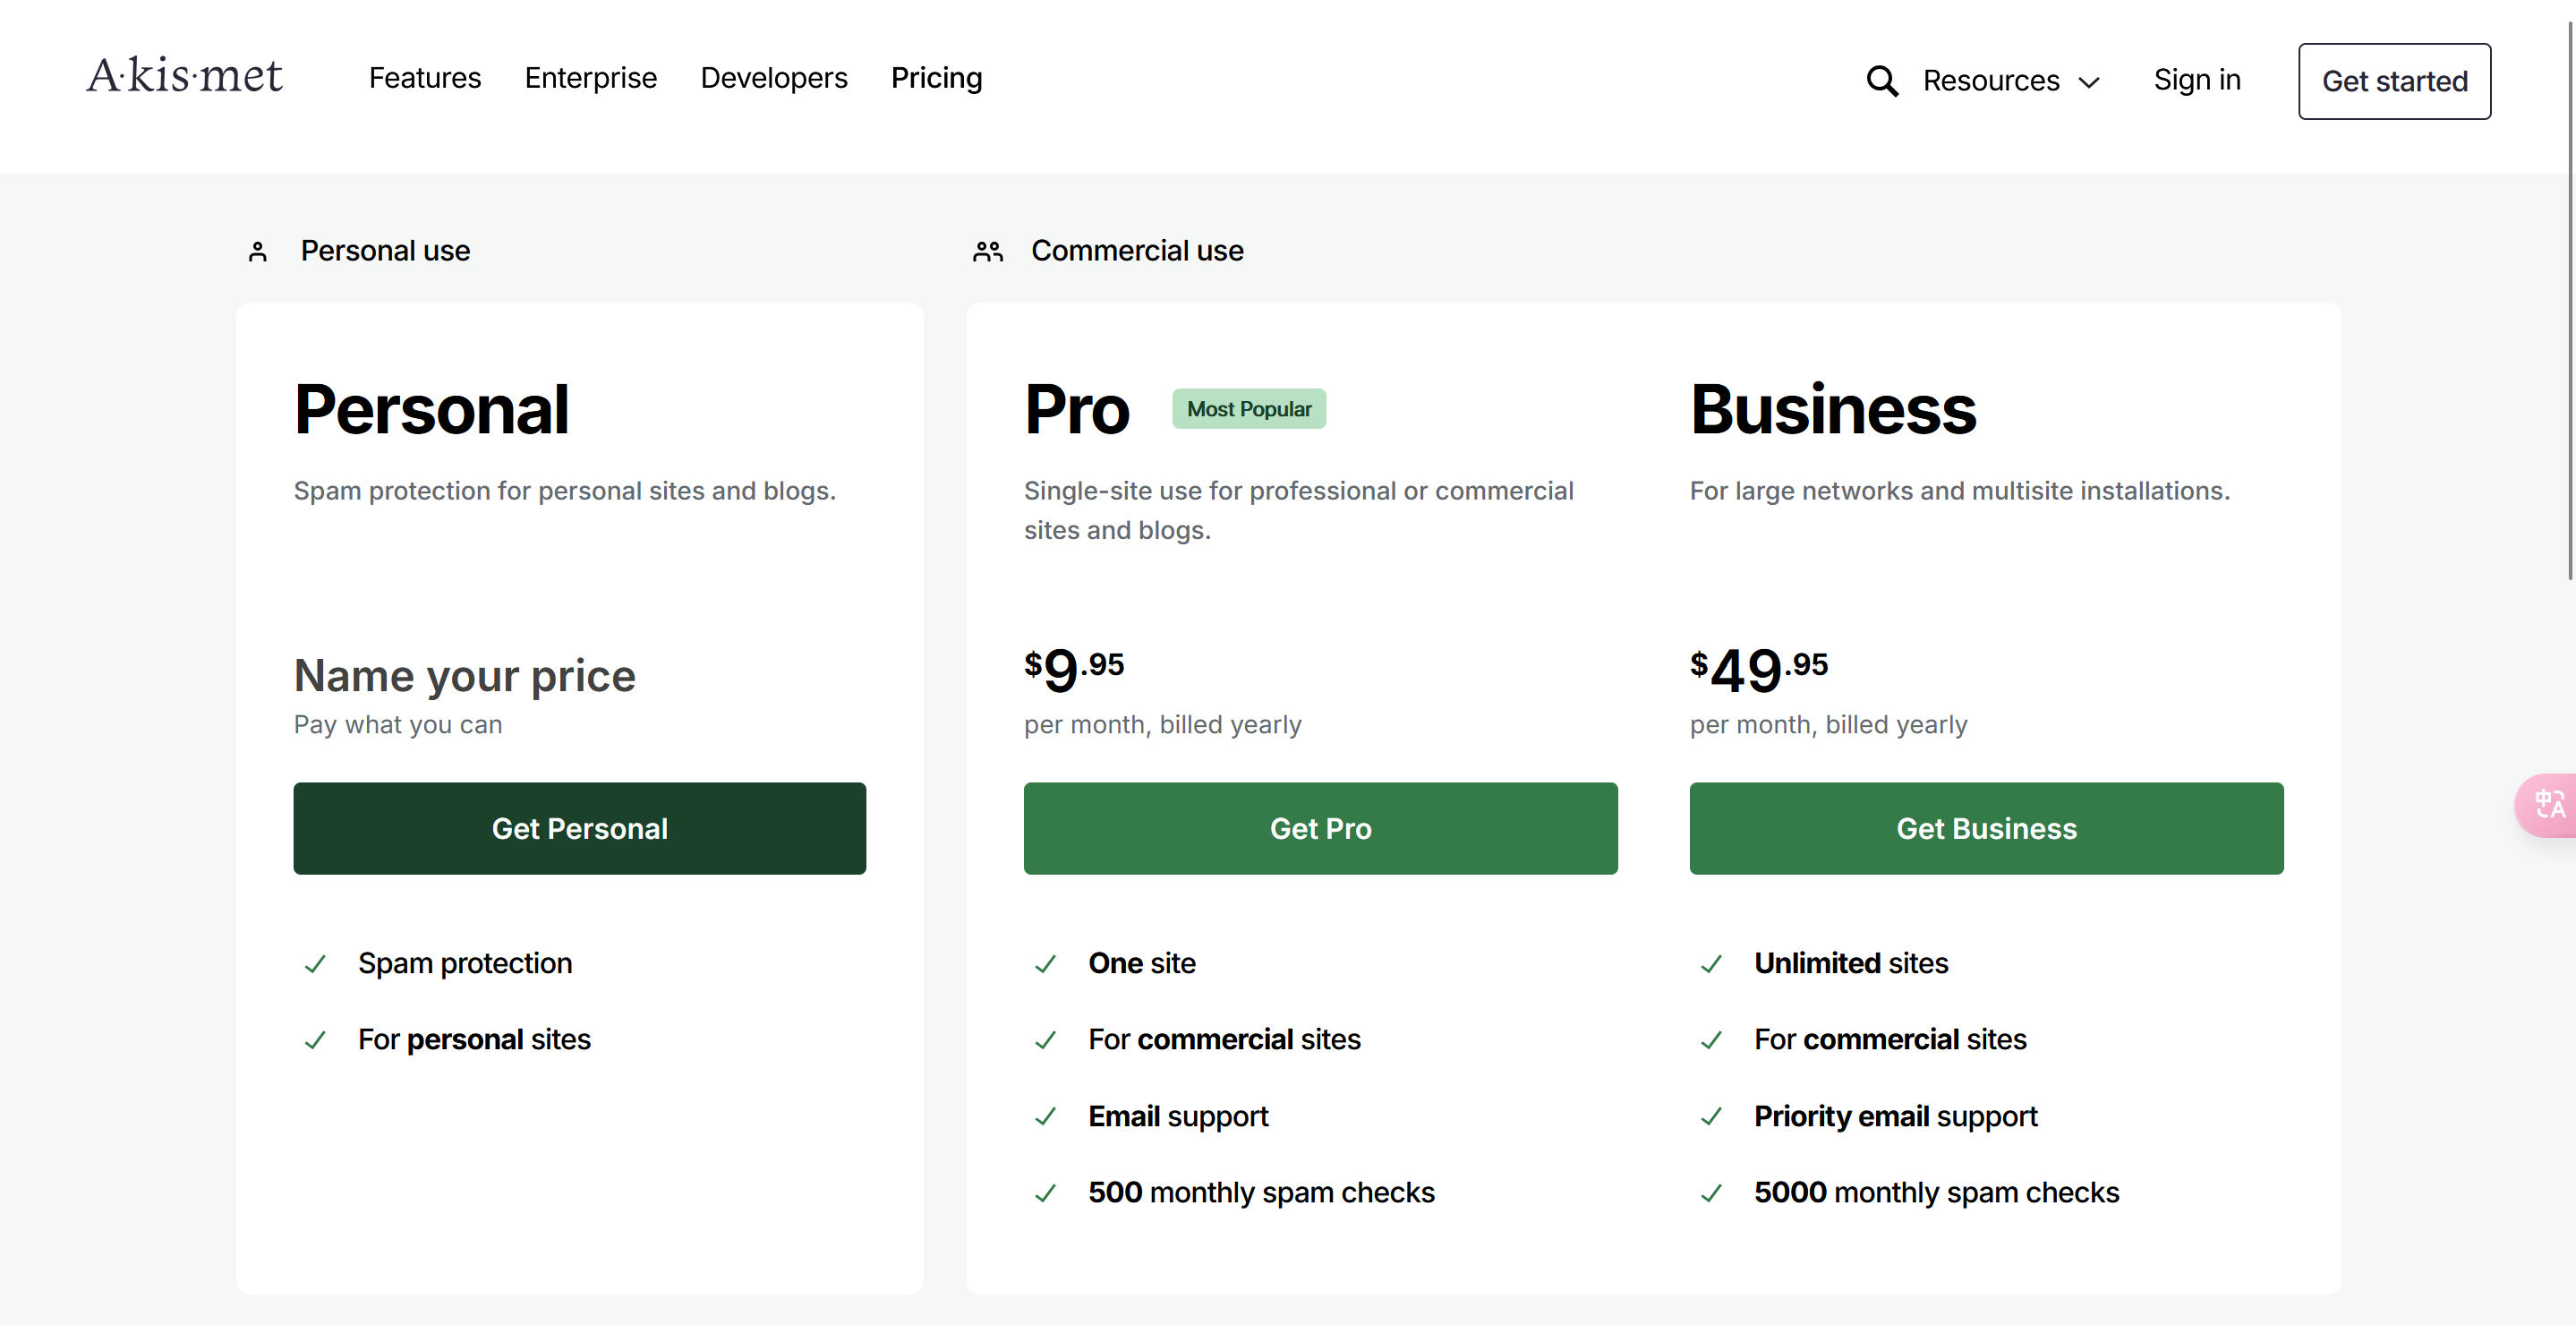 A·kis·met
Features
Enterprise
Developers
Pricing
Resources
Sign in
Get started
Personal use
Personal
Spam protection for personal sites and blogs.
Name your price
Pay what you can
Get Personal
Spam protection
For personal sites
Commercial use
Pro
Most Popular
Single-site use for professional or commercial
sites and blogs.
$9.95
per month, billed yearly
Get Pro
One site
For commercial sites
Email support
500 monthly spam checks
Business
For large networks and multisite installations.
$49.95
per month, billed yearly
Get Business
Unlimited sites
For commercial sites
Priority email support
5000 monthly spam checks
中A